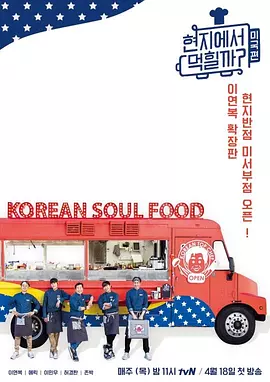 현지에서
먹힐까?
미국편
현지반점 미서부점 오픈 !
이연복 확장판
KOREAN SOUL FOOD
OPEN
이연복 | 에릭 | 이민우 | 허경환 | 존박
매주 (목) 밤 11시 tvN / 4월 18일 첫 방송